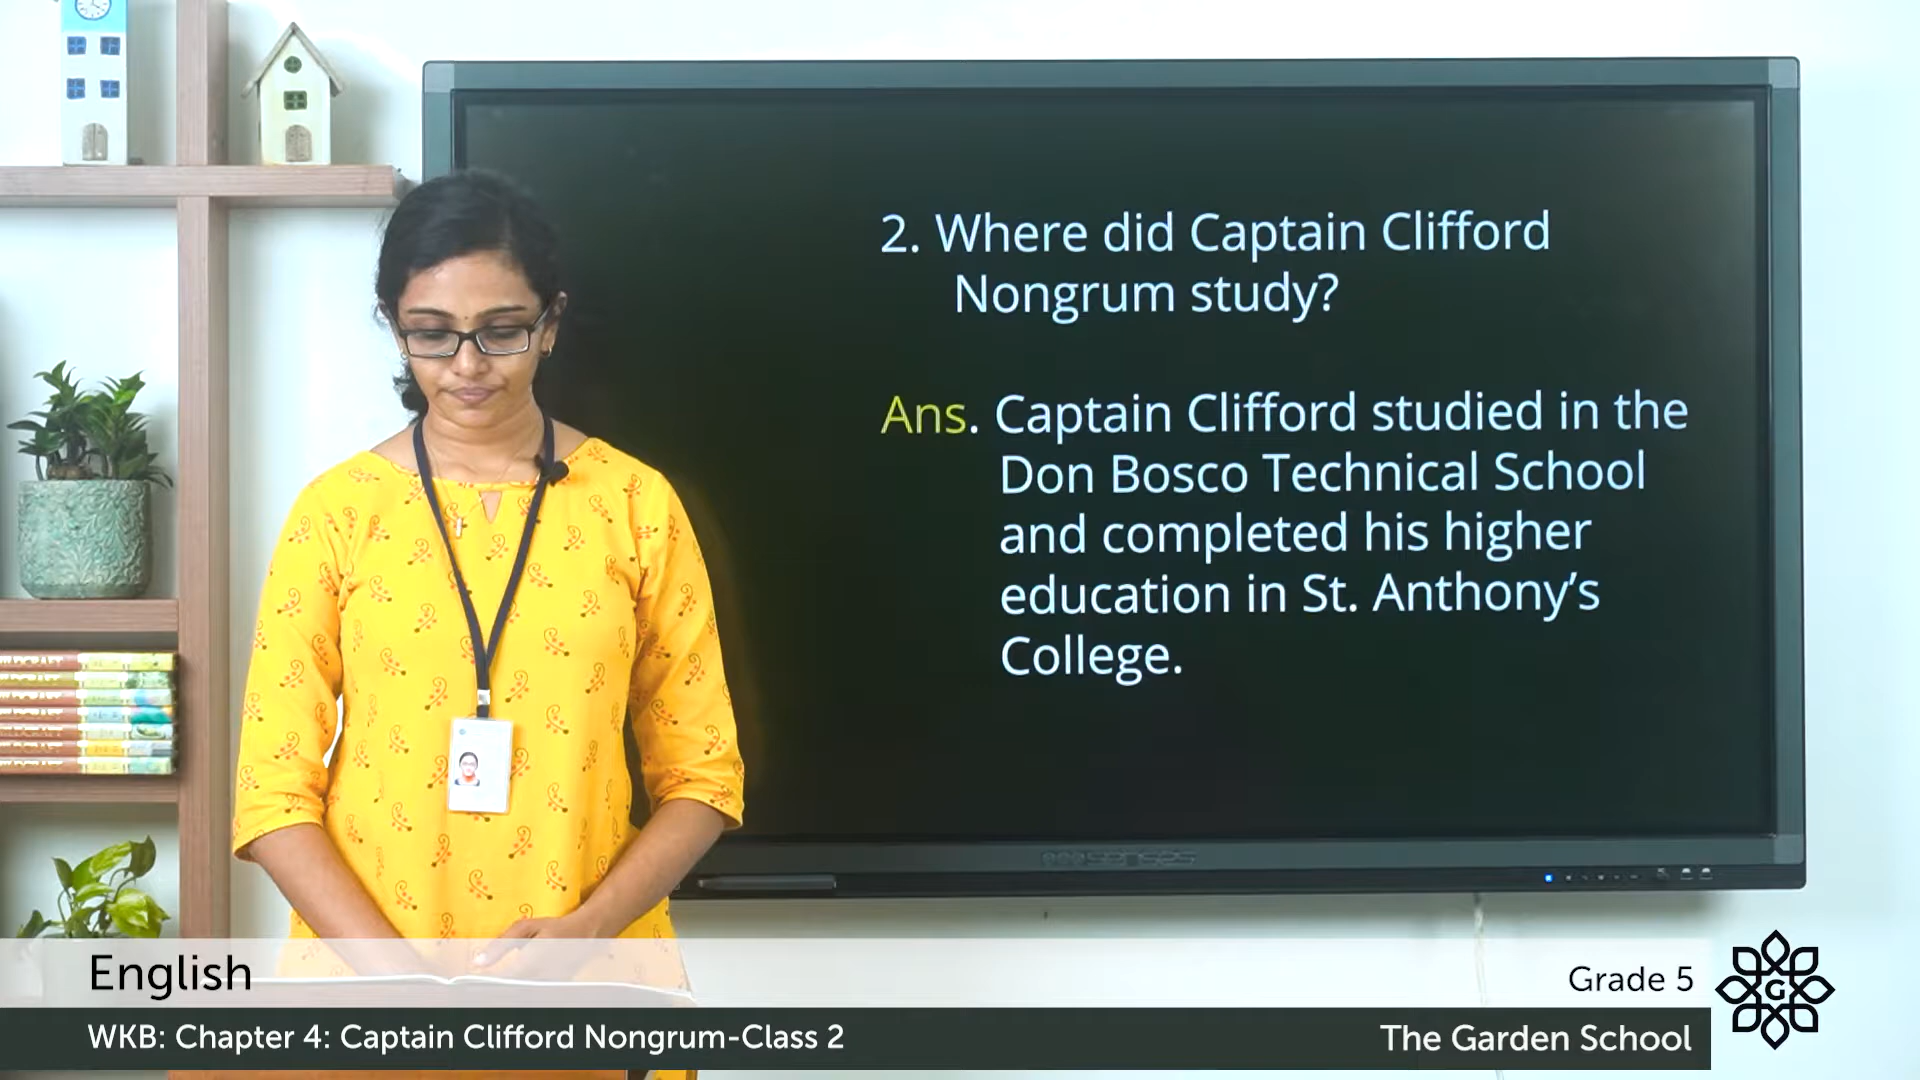 2. Where did Captain Clifford
Nongrum study?
Ans. Captain Clifford studied in the
Don Bosco Technical School
and completed his higher
education in St. Anthony’s
College.
English
Grade 5
WKB: Chapter 4: Captain Clifford Nongrum-Class 2
The Garden School
G